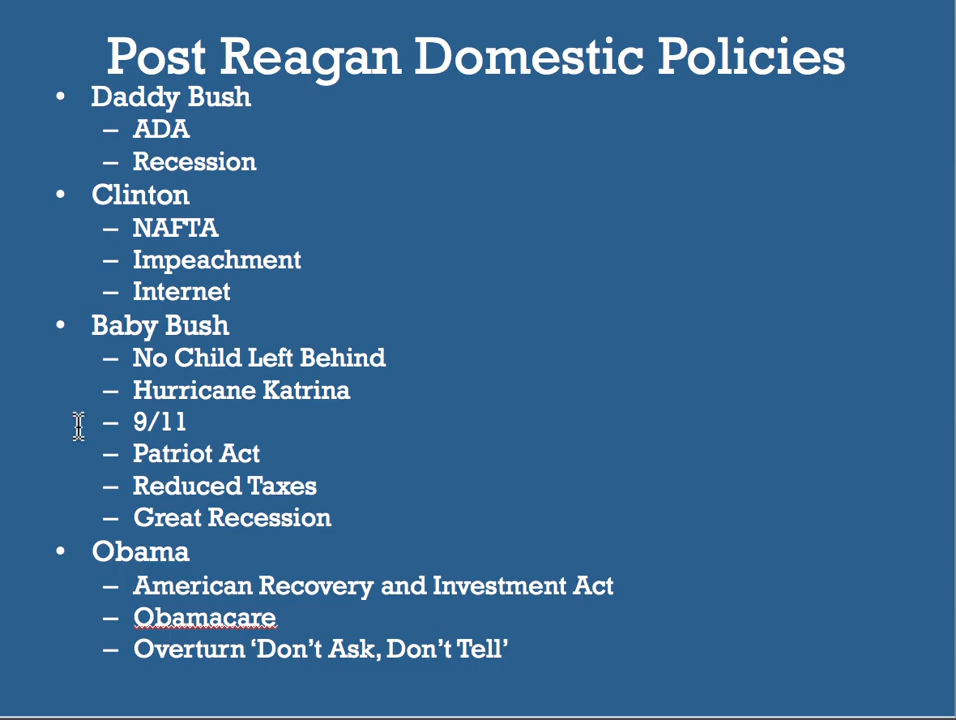 Post Reagan Domestic Policies
• Daddy Bush
– ADA
– Recession
• Clinton
– NAFTA
– Impeachment
– Internet
• Baby Bush
– No Child Left Behind
– Hurricane Katrina
– 9/11
– Patriot Act
– Reduced Taxes
– Great Recession
• Obama
– American Recovery and Investment Act
– Obamacare
– Overturn ‘Don’t Ask, Don’t Tell’